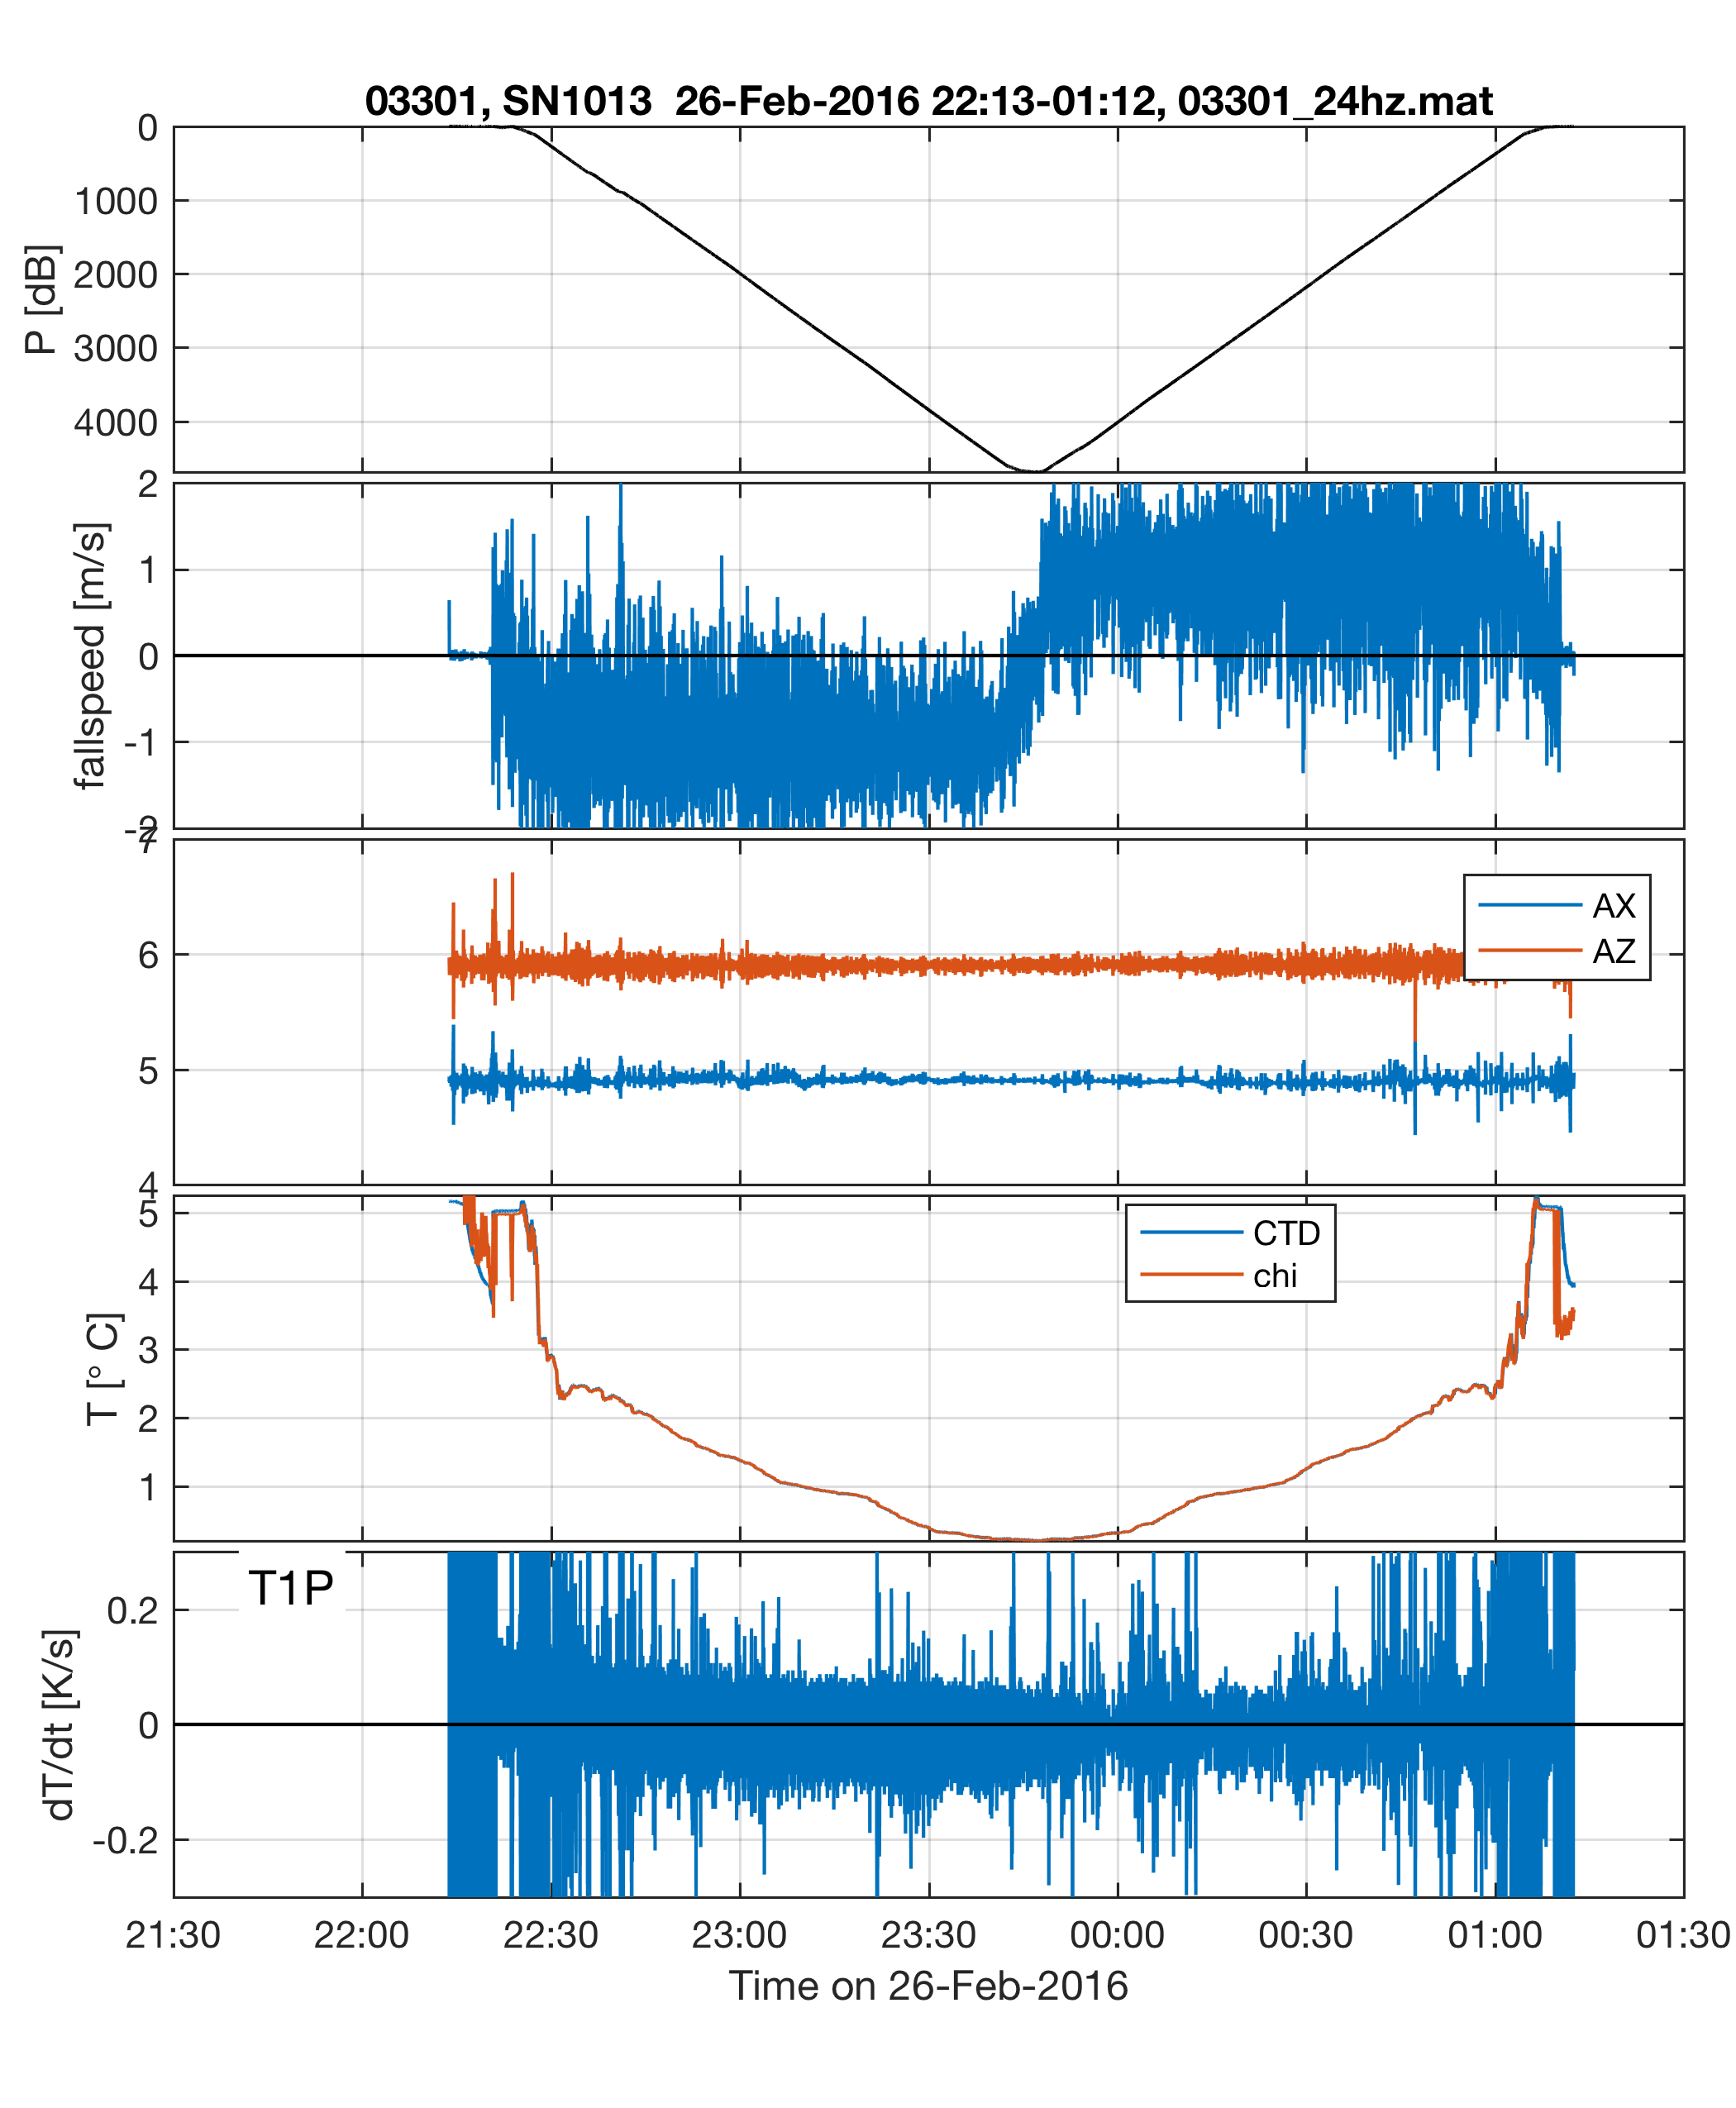 03301, SN1013  26-Feb-2016 22:13-01:12, 03301_24hz.mat
0
1000
2000
3000
4000
P [dB]
2
1
0
-1
-2
fallspeed [m/s]
7
6
5
4
AX
AZ
5
4
3
2
1
T [° C]
CTD
chi
T1P
0.2
0
-0.2
dT/dt [K/s]
21:30 22:00 22:30 23:00 23:30 00:00 00:30 01:00 01:30
Time on 26-Feb-2016